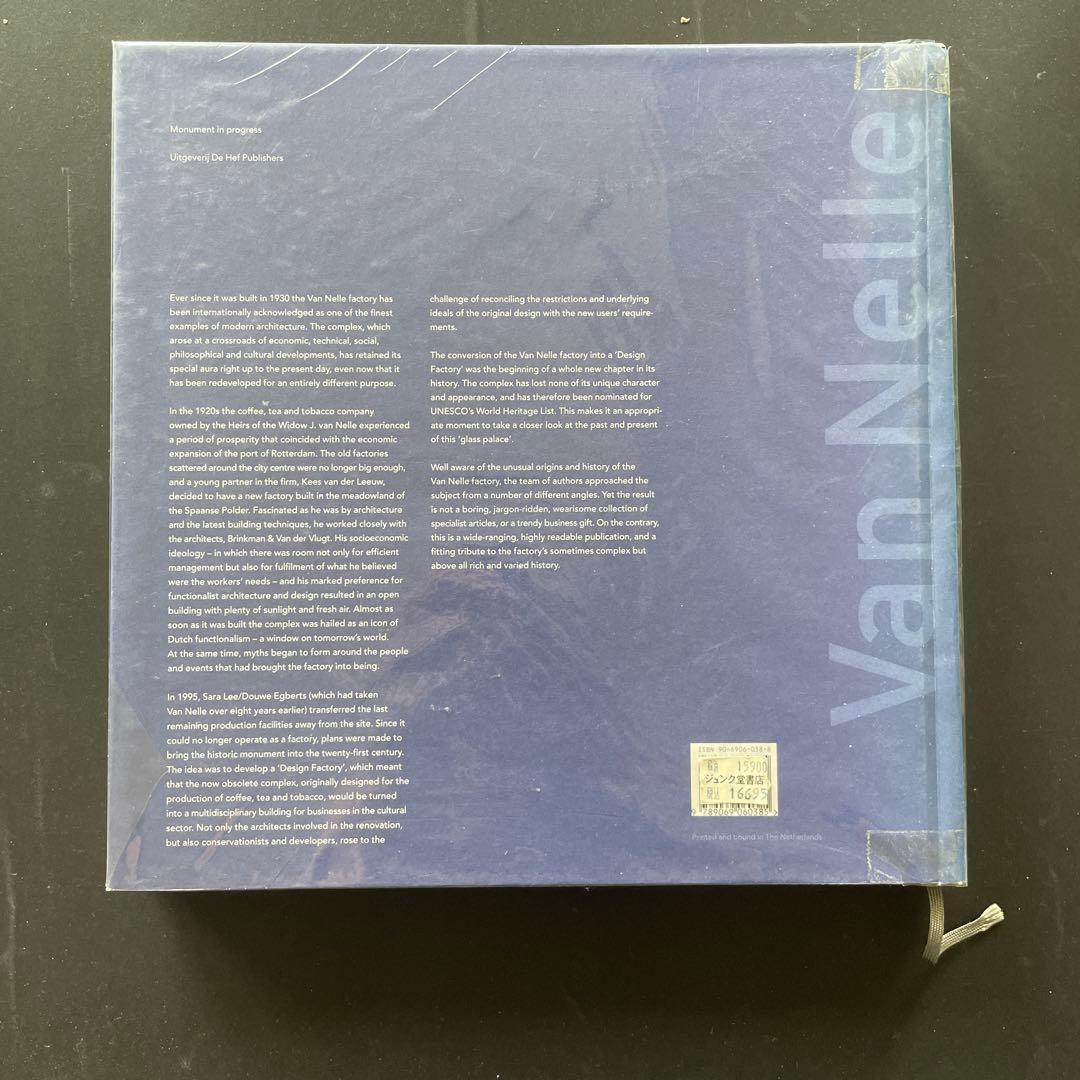 Monument in progress
Uitgeverij De Hef Publishers
Ever since it was built in 1930 the Van Nelle factory has
been internationally acknowledged as one of the finest
examples of modern architecture. The complex, which
arose at a crossroads of economic, technical, social,
philosophical and cultural developments, has retained its
special aura right up to the present day, even now that it
has been redeveloped for an entirely different purpose.
In the 1920s the coffee, tea and tobacco company
owned by the Heirs of the Widow J. van Nelle experienced
a period of prosperity that coincided with the economic
expansion of the port of Rotterdam. The old factories
scattered around the city centre were no longer big enough,
and a young partner in the firm, Kees van der Leeuw,
decided to have a new factory built in the meadowland of
the Spaanse Polder. Fascinated as he was by architecture
and the latest building techniques, he worked closely with
the architects, Brinkman & Van der Vlugt. His socioeconomic
ideology – in which there was room not only for efficient
management but also for fulfilment of what he believed
were the workers' needs – and his marked preference for
functionalist architecture and design resulted in an open
building with plenty of sunlight and fresh air. Almost as
soon as it was built the complex was hailed as an icon of
Dutch functionalism – a window on tomorrow's world.
At the same time, myths began to form around the people
and events that had brought the factory into being.
In 1995, Sara Lee/Douwe Egberts (which had taken
Van Nelle over eight years earlier) transferred the last
remaining production facilities away from the site. Since it
could no longer operate as a factory, plans were made to
bring the historic monument into the twenty-first century.
The idea was to develop a 'Design Factory', which meant
that the now obsolete complex, originally designed for the
production of coffee, tea and tobacco, would be turned
into a multidisciplinary building for businesses in the cultural
sector. Not only the architects involved in the renovation,
but also conservationists and developers, rose to the
challenge of reconciling the restrictions and underlying
ideals of the original design with the new users' require-
ments.
The conversion of the Van Nelle factory into a 'Design
Factory' was the beginning of a whole new chapter in its
history. The complex has lost none of its unique character
and appearance, and has therefore been nominated for
UNESCO's World Heritage List. This makes it an appropri-
ate moment to take a closer look at the past and present
of this 'glass palace'.
Well aware of the unusual origins and history of the
Van Nelle factory, the team of authors approached the
subject from a number of different angles. Yet the result
is not a boring, jargon-ridden, wearisome collection of
specialist articles, or a trendy business gift. On the contrary,
this is a wide-ranging, highly readable publication, and a
fitting tribute to the factory's sometimes complex but
above all rich and varied history.
Van Nelle
ISBN 90-6906-038-6
15900
ジュンク堂書店
税込 16695
9 789069 060385
Printed and bound in The Netherlands